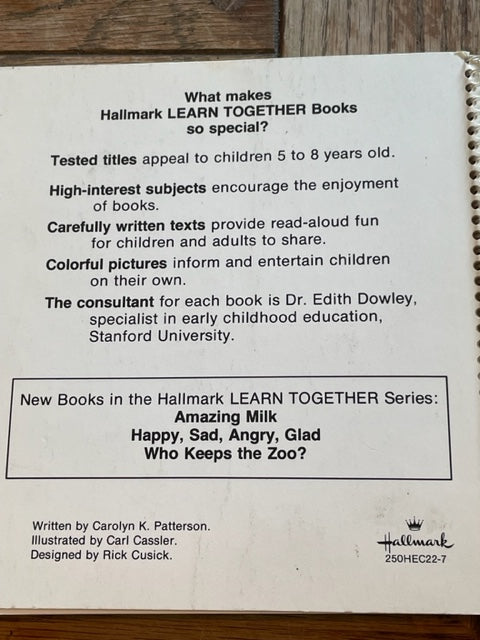 What makes
Hallmark LEARN TOGETHER Books
so special?
Tested titles appeal to children 5 to 8 years old.
High-interest subjects encourage the enjoyment
of books.
Carefully written texts provide read-aloud fun
for children and adults to share.
Colorful pictures inform and entertain children
on their own.
The consultant for each book is Dr. Edith Dowley,
specialist in early childhood education,
Stanford University.
New Books in the Hallmark LEARN TOGETHER Series:
Amazing Milk
Happy, Sad, Angry, Glad
Who Keeps the Zoo?
Written by Carolyn K. Patterson.
Illustrated by Carl Cassler.
Designed by Rick Cusick.
Hallmark
250HEC22-7